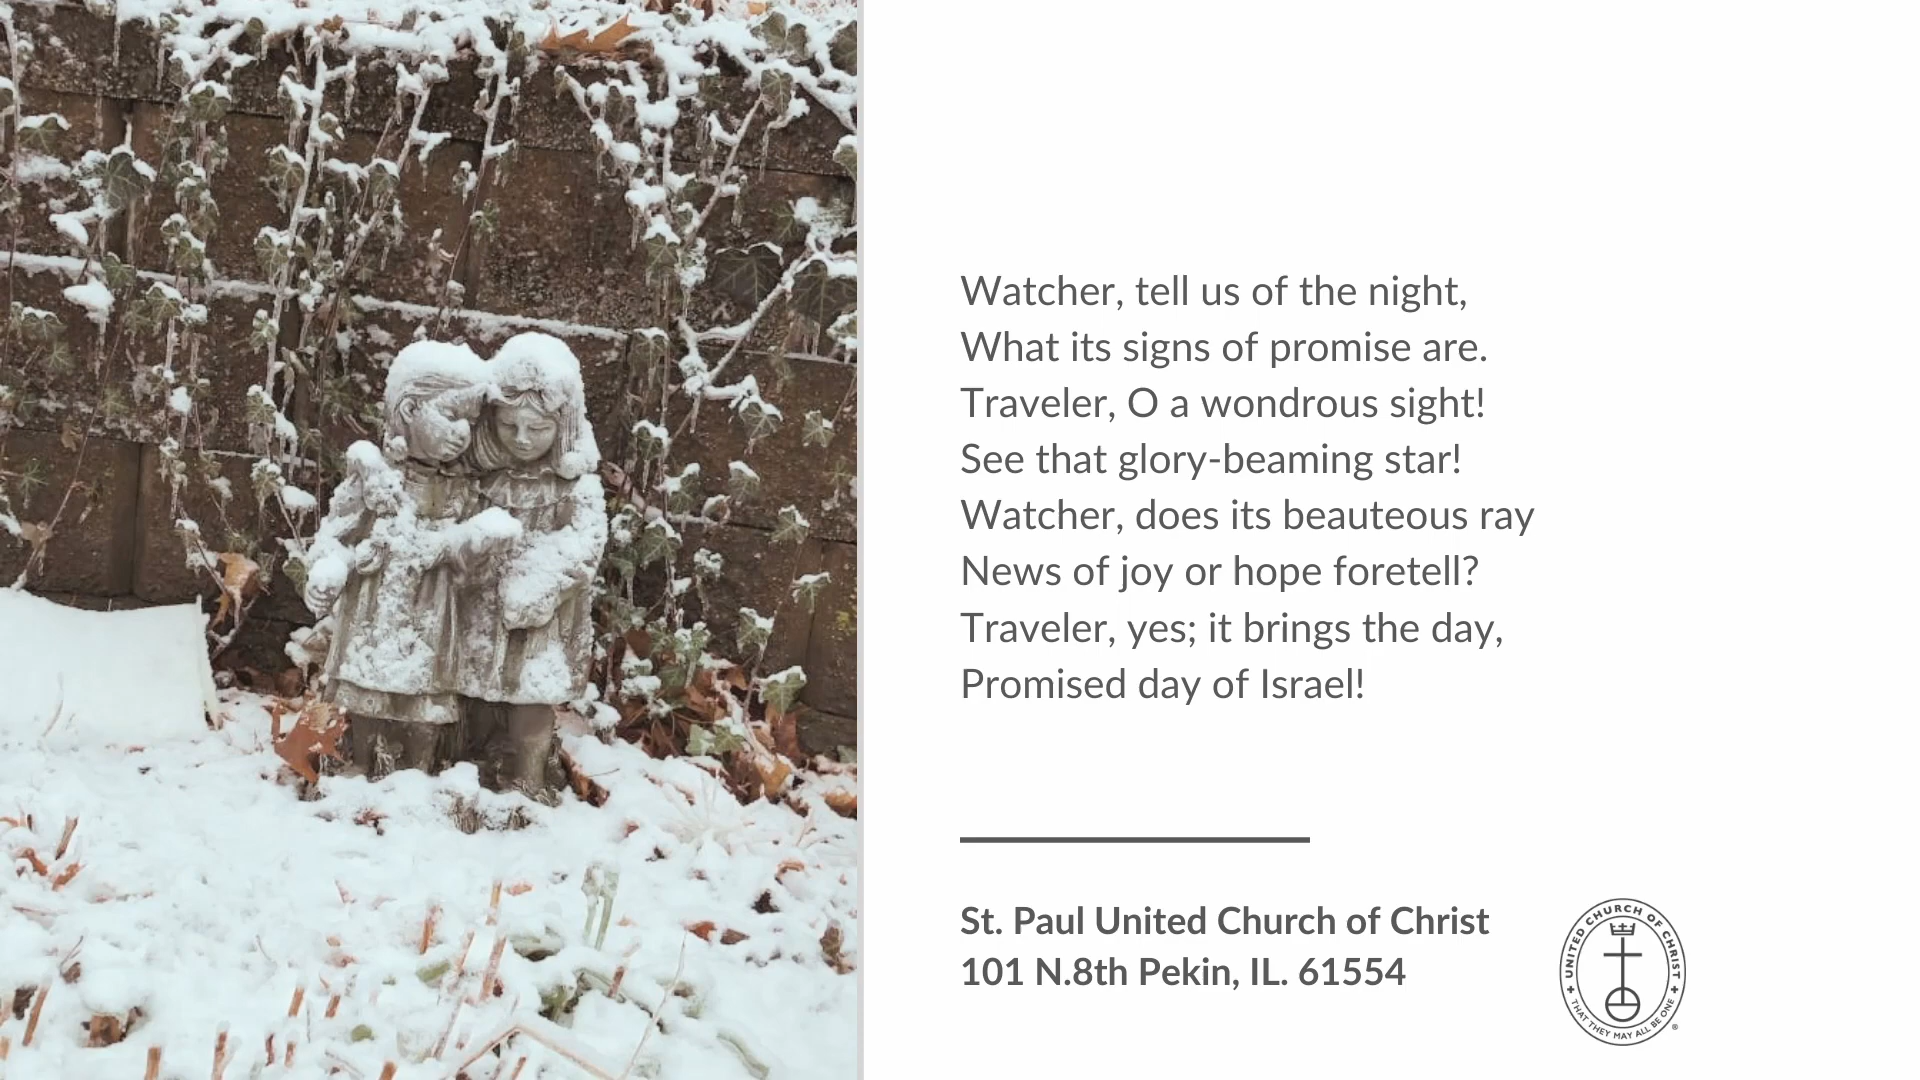 Watcher, tell us of the night,
What its signs of promise are.
Traveler, O a wondrous sight!
See that glory-beaming star!
Watcher, does its beauteous ray
News of joy or hope foretell?
Traveler, yes; it brings the day,
Promised day of Israel!
St. Paul United Church of Christ
101 N.8th Pekin, IL. 61554
UNITED CHURCH OF CHRIST
THAT THEY MAY ALL BE ONE
®